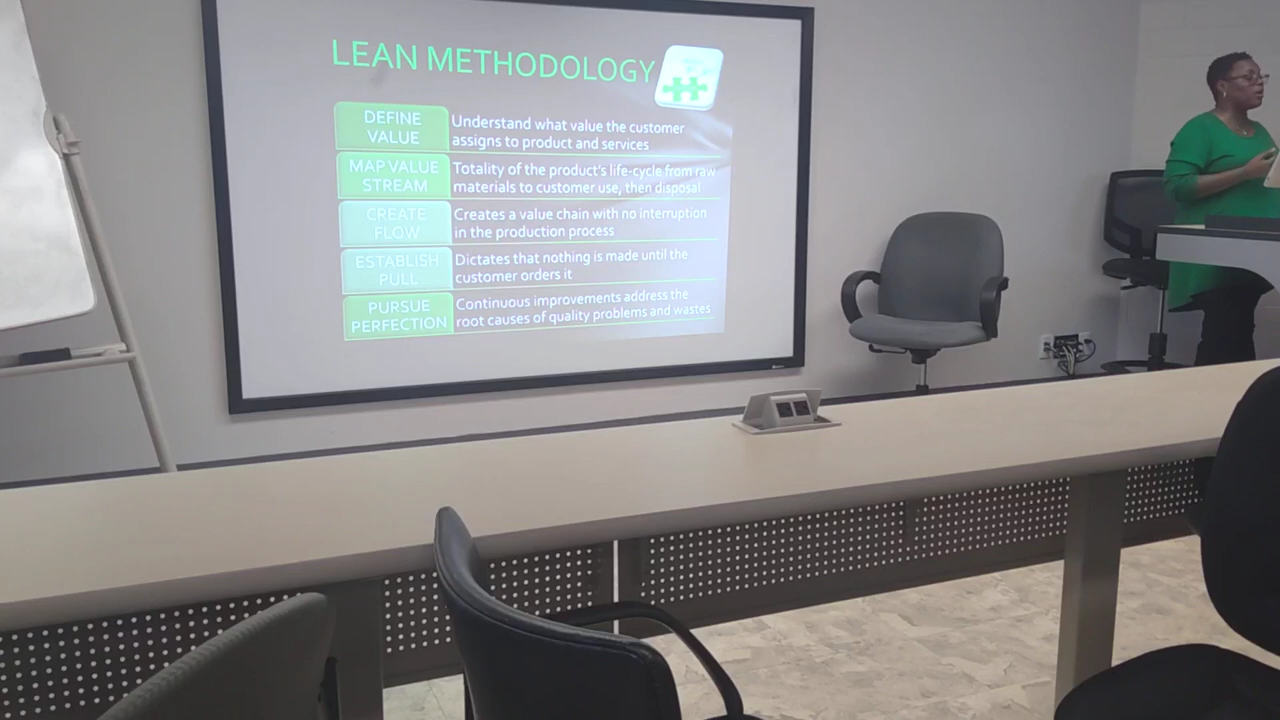 LEAN METHODOLOGY
DEFINE
VALUE
Understand what value the customer
assigns to product and services
MAP VALUE
STREAM
Totality of the product's life-cycle from raw
materials to customer use, then disposal
CREATE
FLOW
Creates a value chain with no interruption
in the production process
ESTABLISH
PULL
Dictates that nothing is made until the
customer orders it
PURSUE
PERFECTION
Continuous improvements address the
root causes of quality problems and wastes